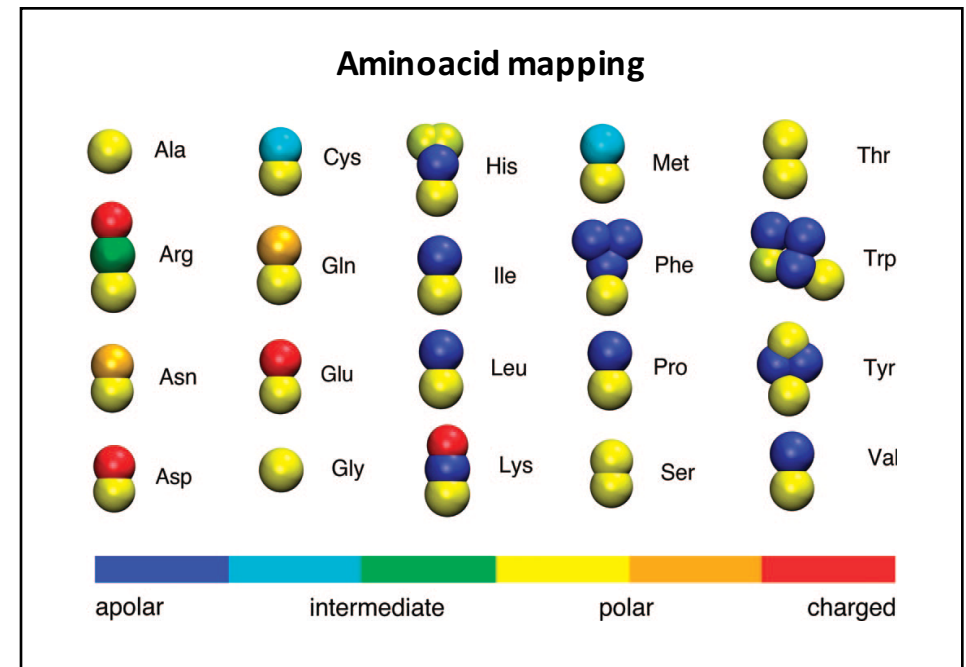 Aminoacid mapping
Ala
Cys
His
Met
Thr
Arg
Gln
Ile
Phe
Trp
Asn
Glu
Leu
Pro
Tyr
Asp
Gly
Lys
Ser
Val
apolar intermediate polar charged